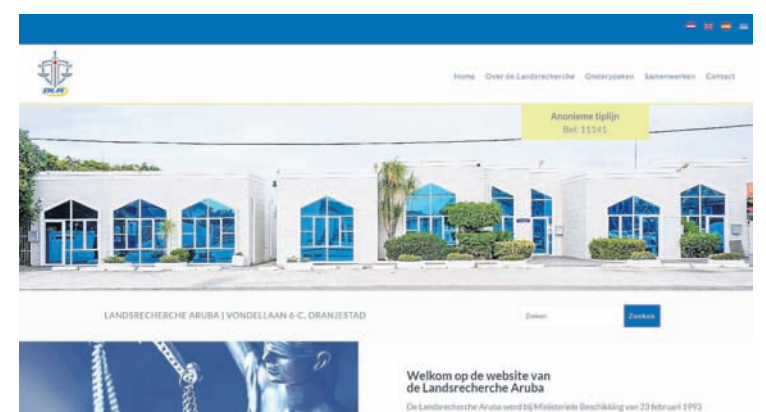 DLR
Home Over de Landsrecherche Onderzoeken Samenwerken Contact
Anonieme tiplijn
Bel: 11141
LANDSRECHERCHE ARUBA | VONDELLAAN 6-C, ORANJESTAD
Zoeken
Zoeken
Welkom op de website van
de Landsrecherche Aruba
De Landsrecherche Aruba werd bij Ministeriele Beschikking van 23 februari 1993